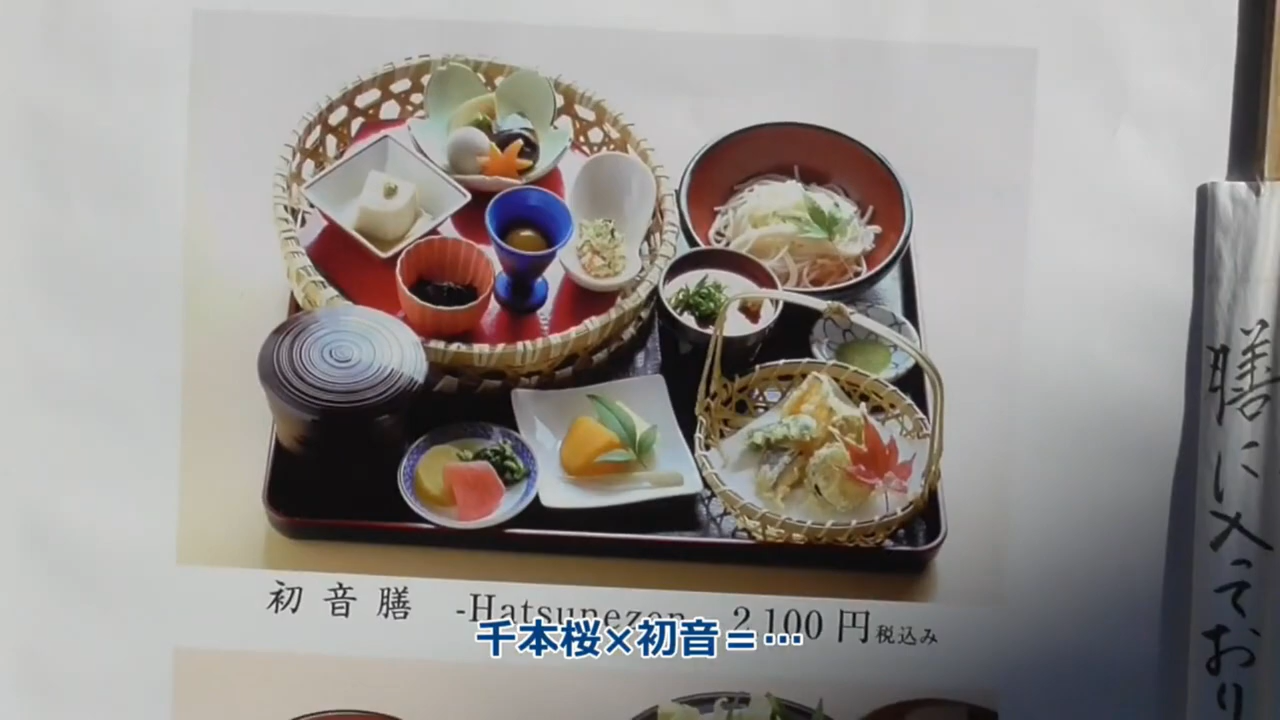 初音膳 -Hatsunezen- 2,100円 税込み
千本桜×初音＝…
膳に入っており